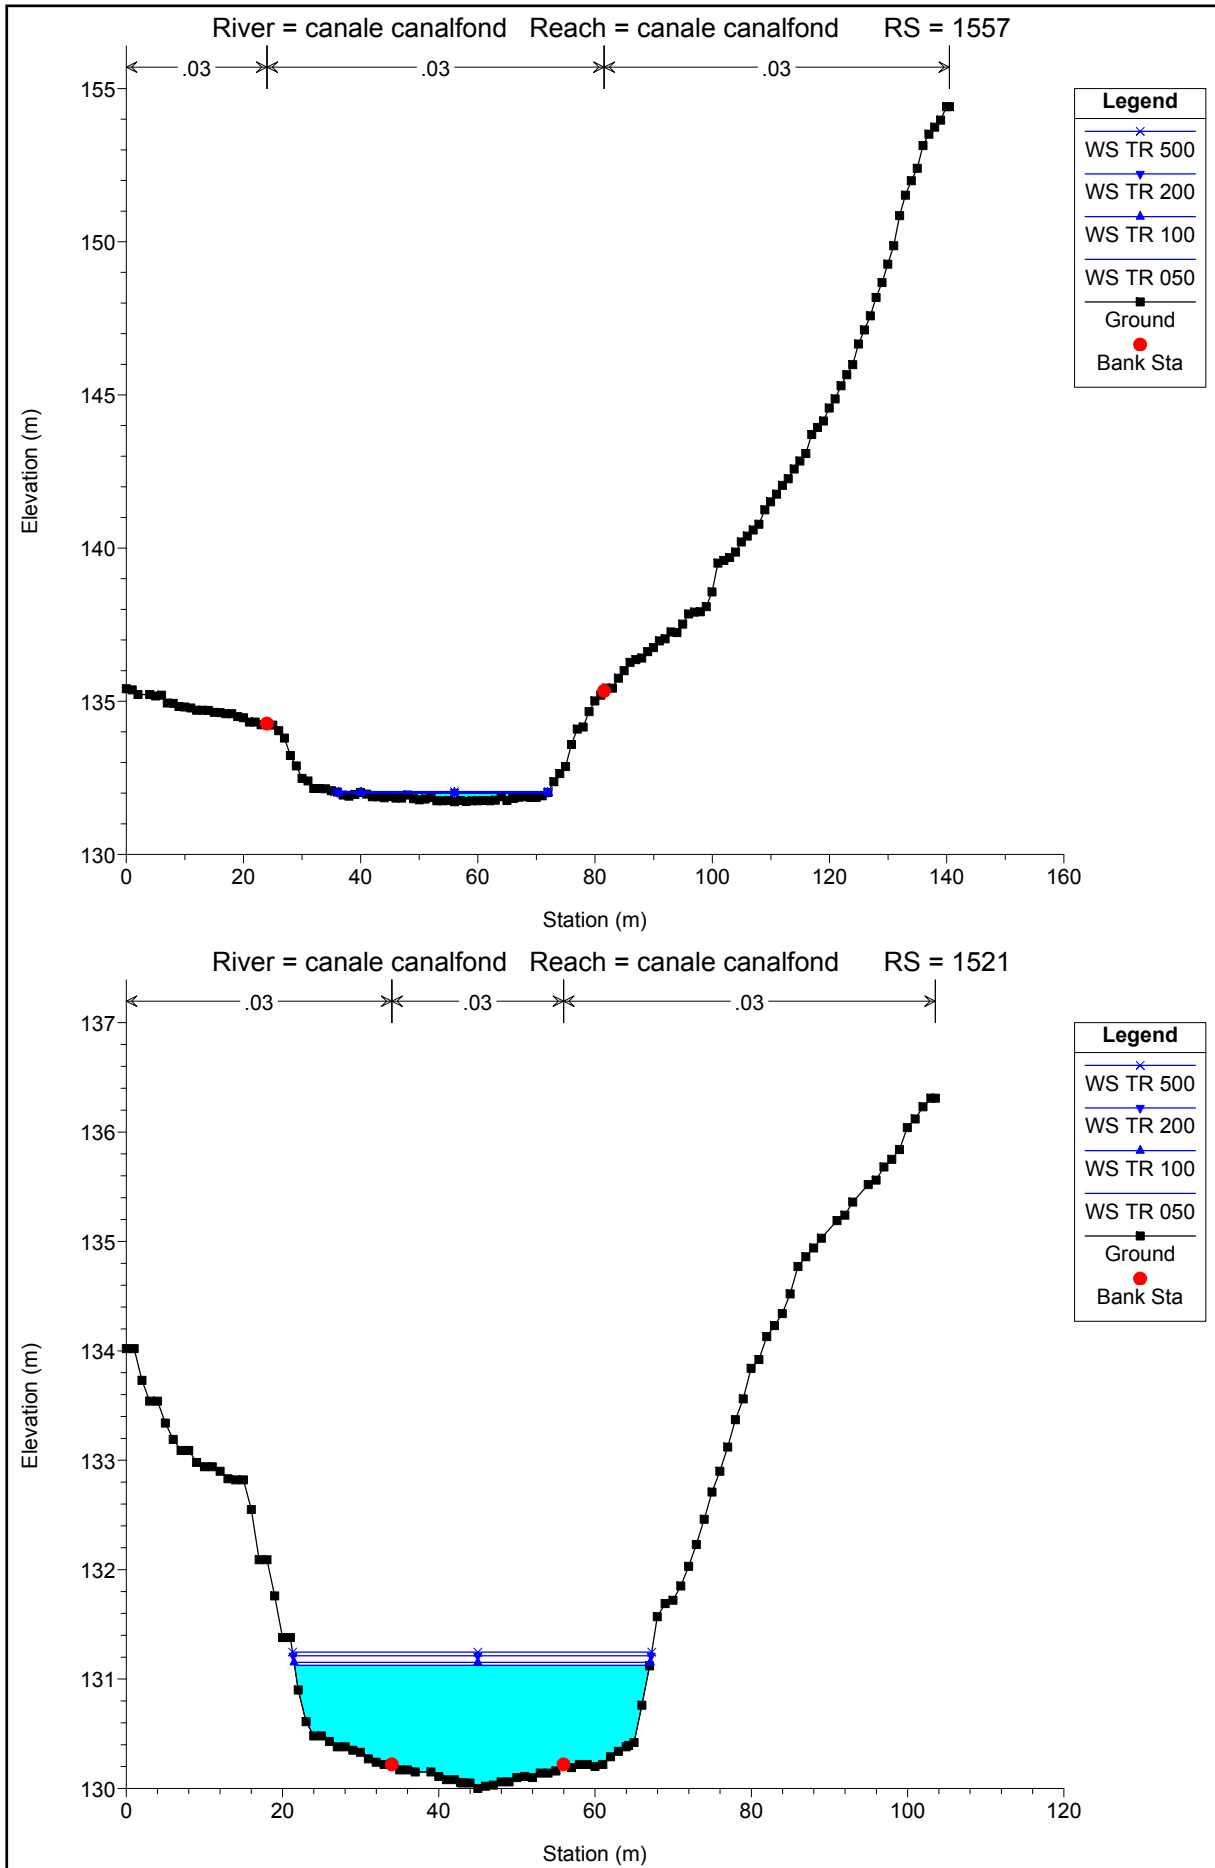 River = canale canalfond Reach = canale canalfond RS = 1557
.03 .03 .03
155
150
145
140
135
130
Elevation (m)
0 20 40 60 80 100 120 140 160
Station (m)
Legend
WS TR 500
WS TR 200
WS TR 100
WS TR 050
Ground
Bank Sta
River = canale canalfond Reach = canale canalfond RS = 1521
.03 .03 .03
137
136
135
134
133
132
131
130
Elevation (m)
0 20 40 60 80 100 120
Station (m)
Legend
WS TR 500
WS TR 200
WS TR 100
WS TR 050
Ground
Bank Sta